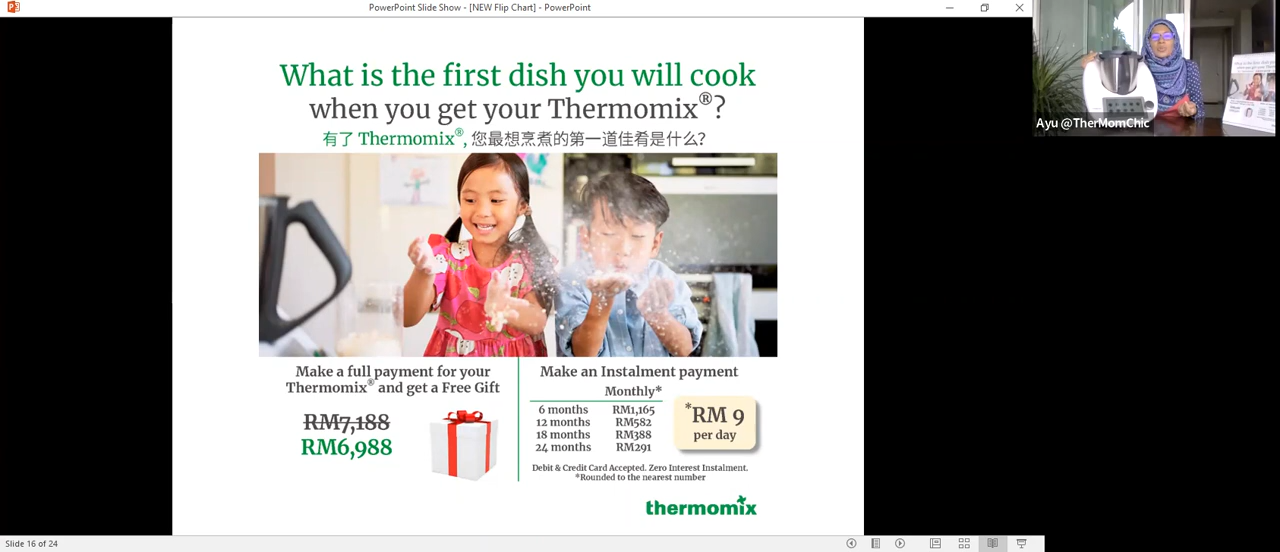 PowerPoint Slide Show - [NEW Flip Chart] - PowerPoint
Ayu @TherMomChic
What is the first dish you will cook
when you get your Thermomix®?
有了 Thermomix®, 您最想烹煮的第一道佳肴是什么?
Make a full payment for your
Thermomix® and get a Free Gift
RM7,188
RM6,988
Make an Instalment payment
Monthly*
6 months RM1,165
12 months RM582
18 months RM388
24 months RM291
*RM 9
per day
Debit & Credit Card Accepted. Zero Interest Instalment.
*Rounded to the nearest number
thermomix
Slide 16 of 24